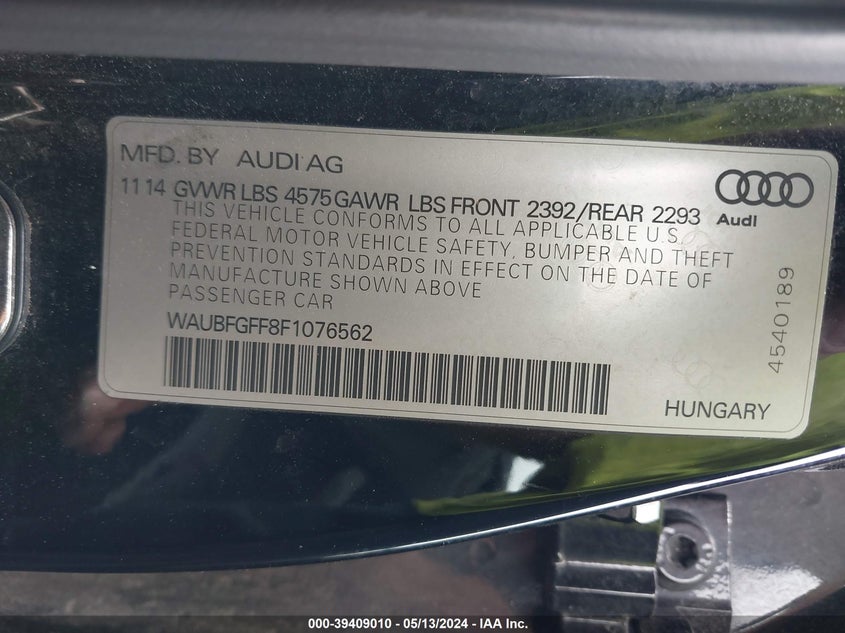 MFD. BY AUDI AG
11 14 GVWR LBS 4575 GAWR LBS FRONT 2392/REAR 2293
THIS VEHICLE CONFORMS TO ALL APPLICABLE U.S.
FEDERAL MOTOR VEHICLE SAFETY, BUMPER AND THEFT
PREVENTION STANDARDS IN EFFECT ON THE DATE OF
MANUFACTURE SHOWN ABOVE
PASSENGER CAR
WAUBFGFF8F1076562
Audi
4540189
HUNGARY
000-39409010 - 05/13/2024 - IAA Inc.